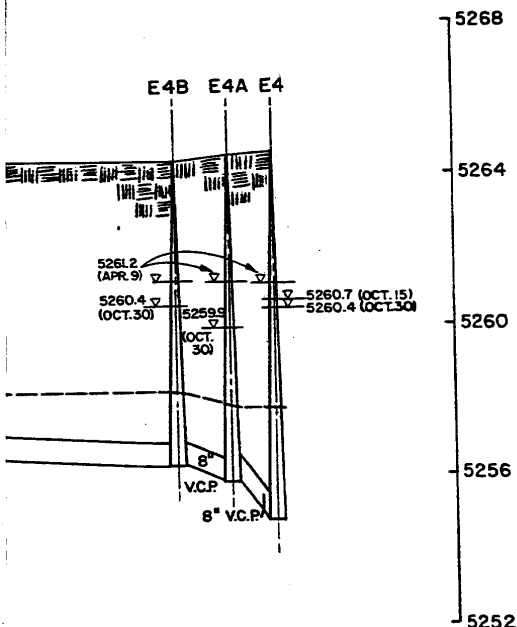 5268
E4B E4A E4
5264
5261.2
(APR. 9)
5260.4
(OCT.30)
5259.9
(OCT.
30)
5260.7 (OCT.15)
5260.4 (OCT.30)
5260
8"
V.C.P.
8" V.C.P.
5256
5252